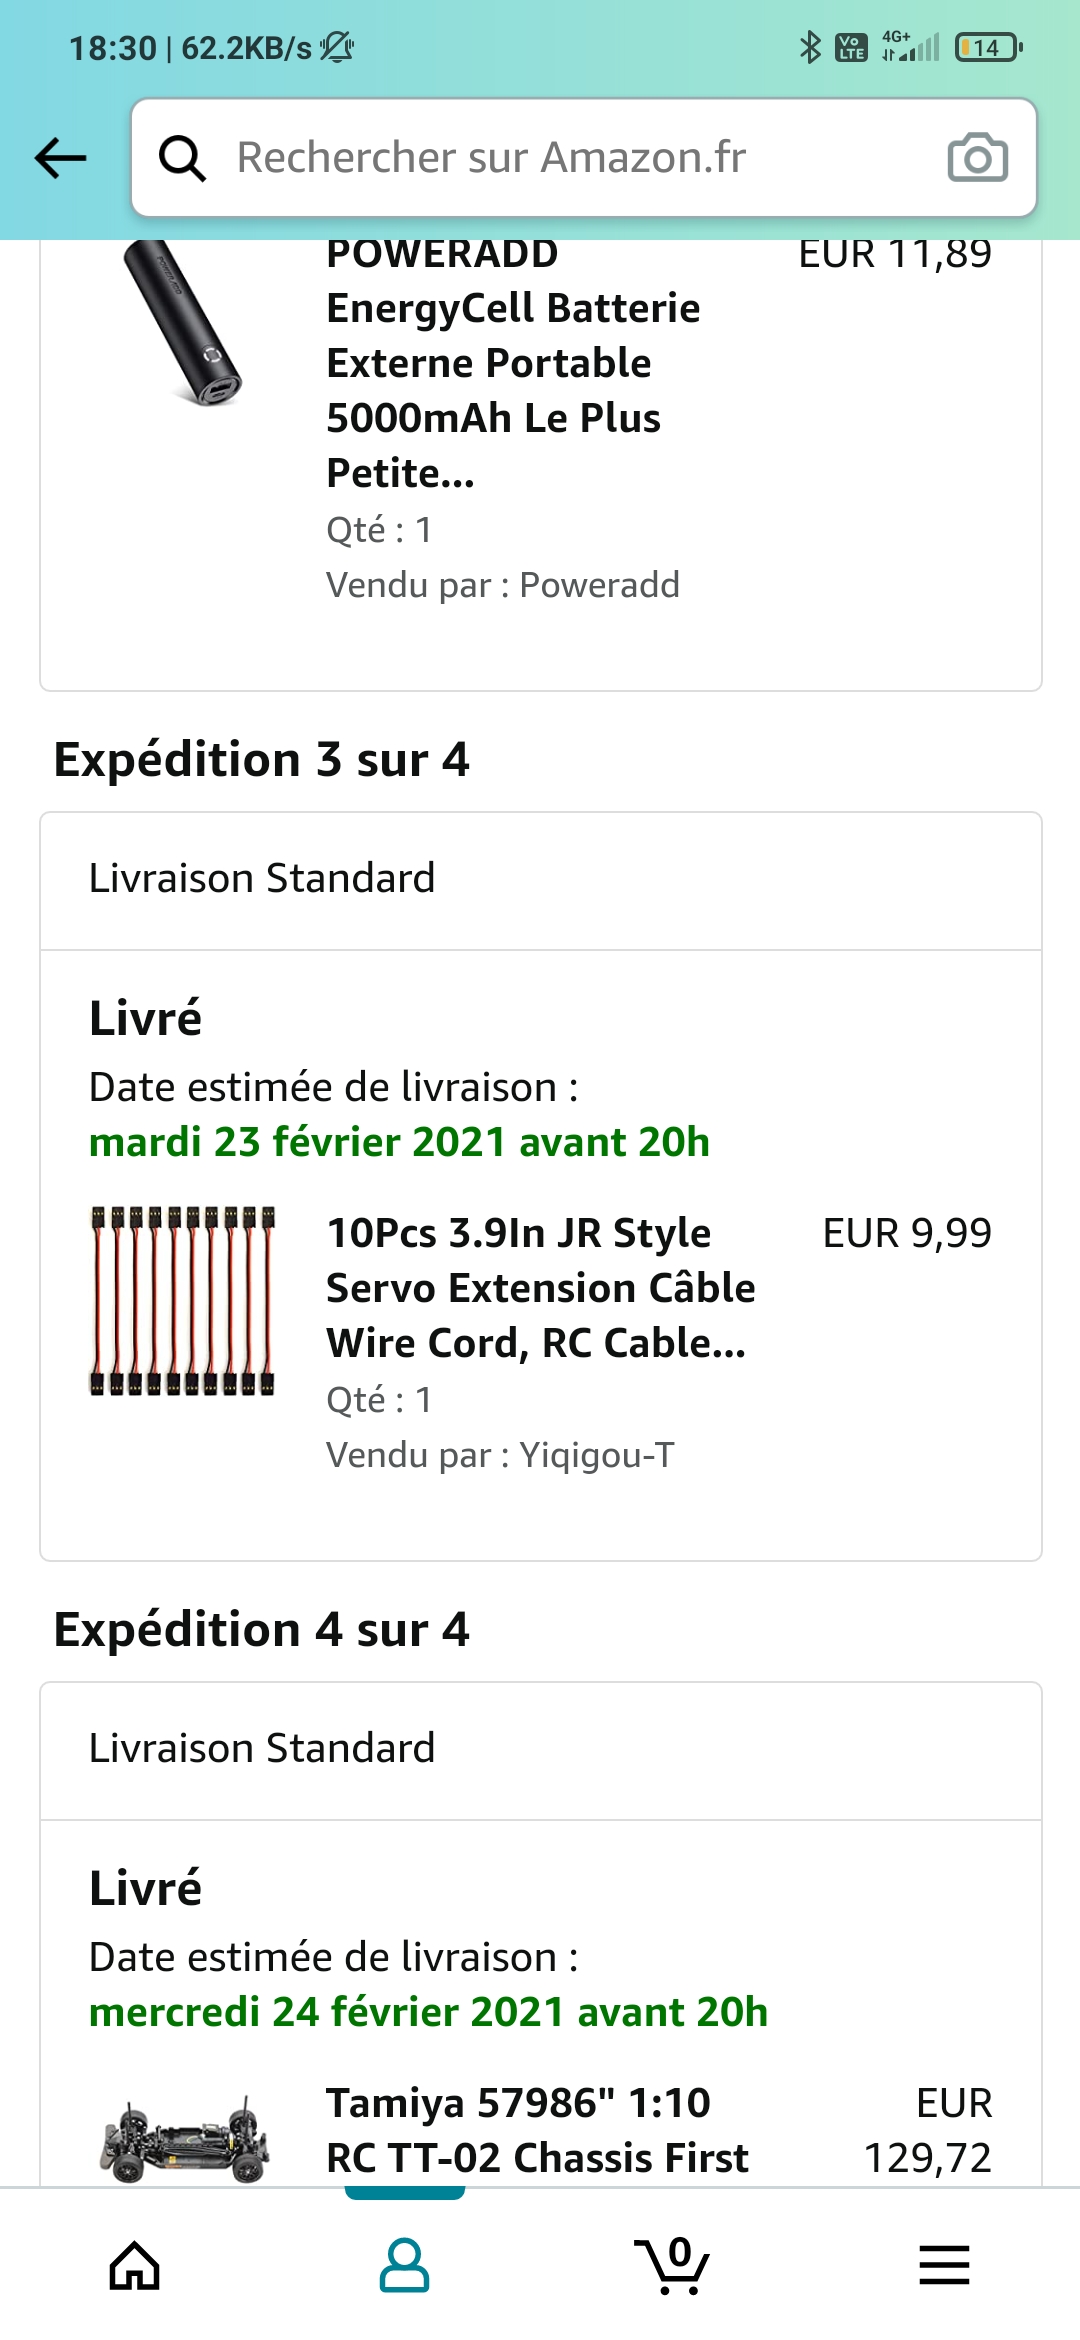 18:30 | 62.2KB/s
Vo LTE
4G+
14
Rechercher sur Amazon.fr
POWERADD
EUR 11,89
EnergyCell Batterie
Externe Portable
5000mAh Le Plus
Petite...
Qté : 1
Vendu par : Poweradd
Expédition 3 sur 4
Livraison Standard
Livré
Date estimée de livraison :
mardi 23 février 2021 avant 20h
10Pcs 3.9In JR Style
EUR 9,99
Servo Extension Câble
Wire Cord, RC Cable...
Qté : 1
Vendu par : Yiqigou-T
Expédition 4 sur 4
Livraison Standard
Livré
Date estimée de livraison :
mercredi 24 février 2021 avant 20h
Tamiya 57986" 1:10
EUR
RC TT-02 Chassis First
129,72
0